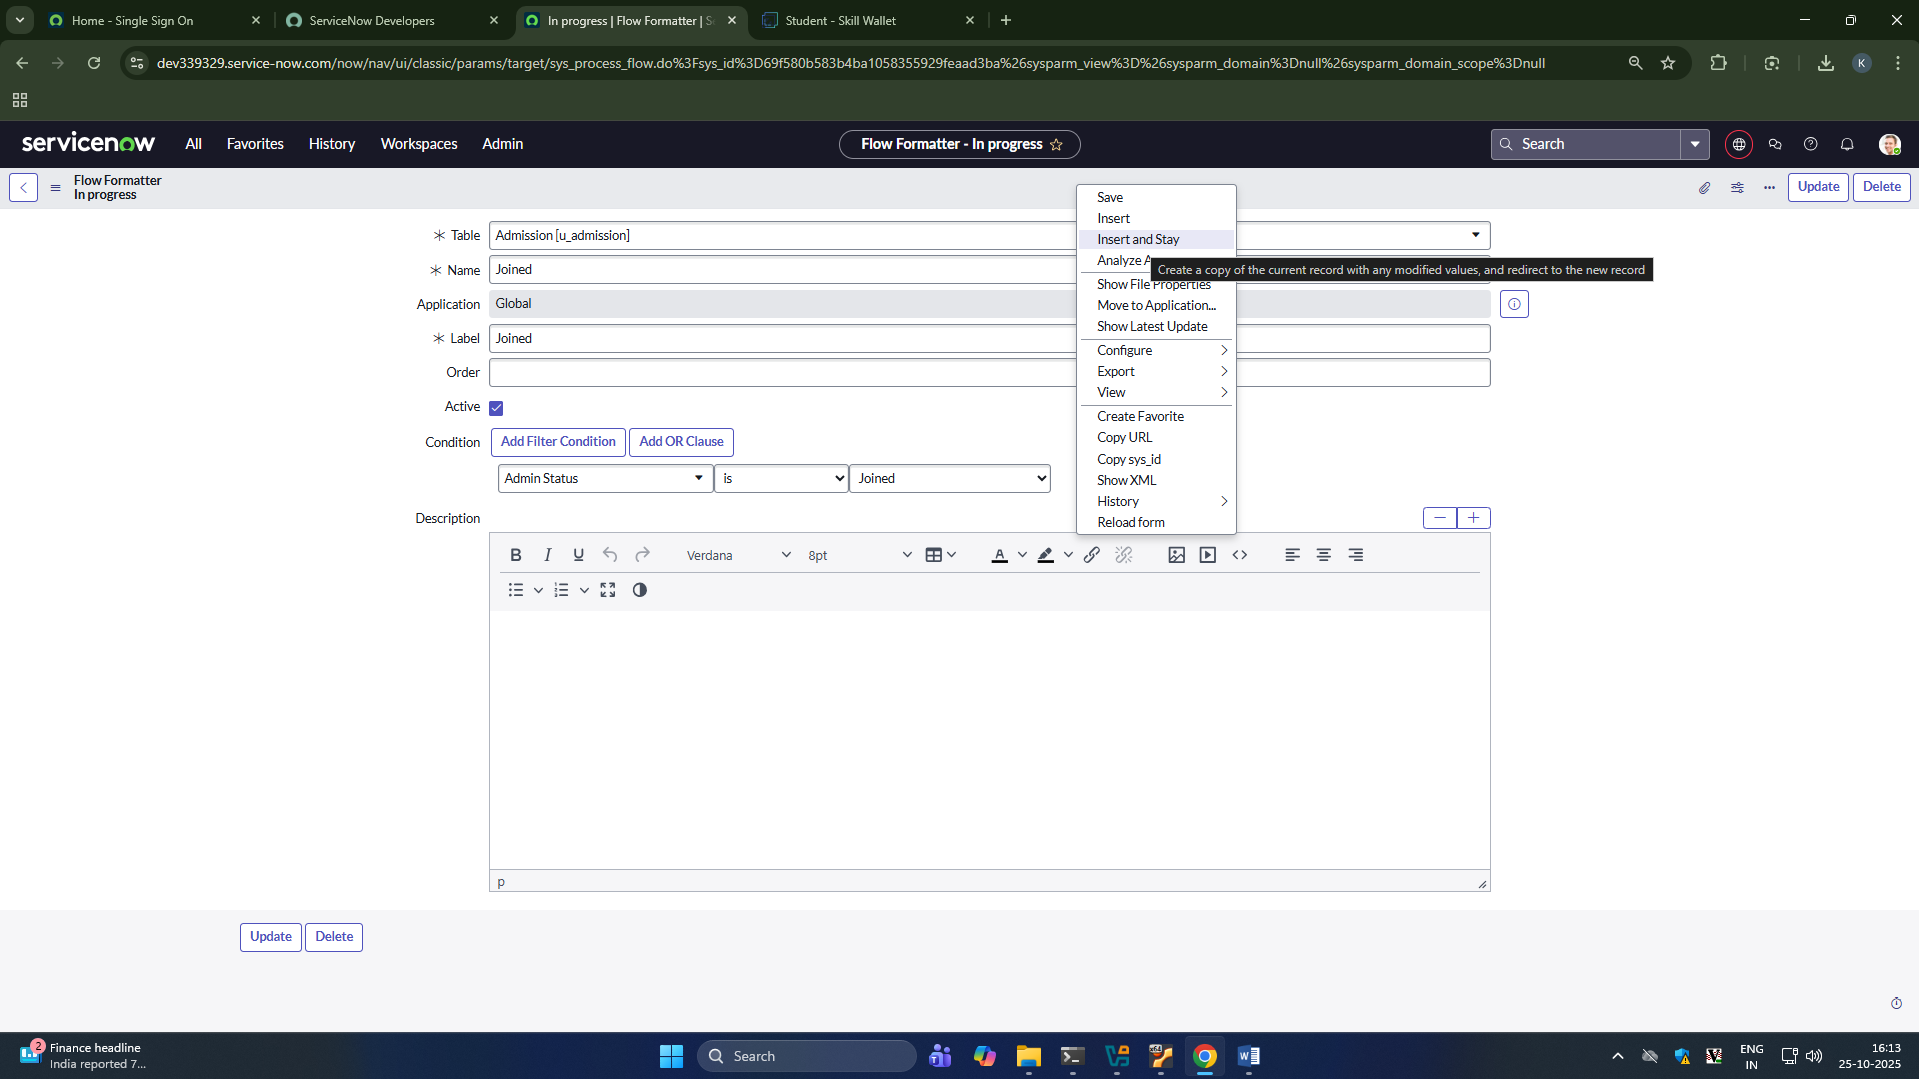 Home - Single Sign On
ServiceNow Developers
In progress | Flow Formatter | S
Student - Skill Wallet
dev339329.service-now.com/now/nav/ui/classic/params/target/sys_process_flow.do%3Fsys_id%3D69f580b583b4ba1058355929feaad3ba%26sysparm_view%3D%26sysparm_domain%3Dnull%26sysparm_domain_scope%3Dnull
K
servicenow
All
Favorites
History
Workspaces
Admin
Flow Formatter - In progress
Search
Flow Formatter
In progress
Update
Delete
Table
Admission [u_admission]
Name
Joined
Application
Global
Label
Joined
Order
Active
Condition
Add Filter Condition
Add OR Clause
Admin Status
is
Joined
Description
Save
Insert
Insert and Stay
Analyze A
Create a copy of the current record with any modified values, and redirect to the new record
Show File Properties
Move to Application...
Show Latest Update
Configure
Export
View
Create Favorite
Copy URL
Copy sys_id
Show XML
History
Reload form
B I U
Verdana
8pt
A
p
Update
Delete
2
Finance headline
India reported 7...
Search
ENG
IN
16:13
25-10-2025